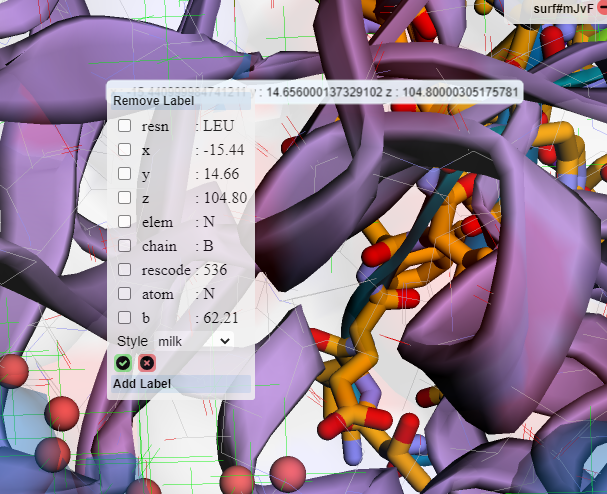 surf#mJvF
: 14.656000137329102 z : 104.80000305175781
Remove Label
resn : LEU
x : -15.44
y : 14.66
z : 104.80
elem : N
chain : B
rescode : 536
atom : N
b : 62.21
Style milk
Add Label